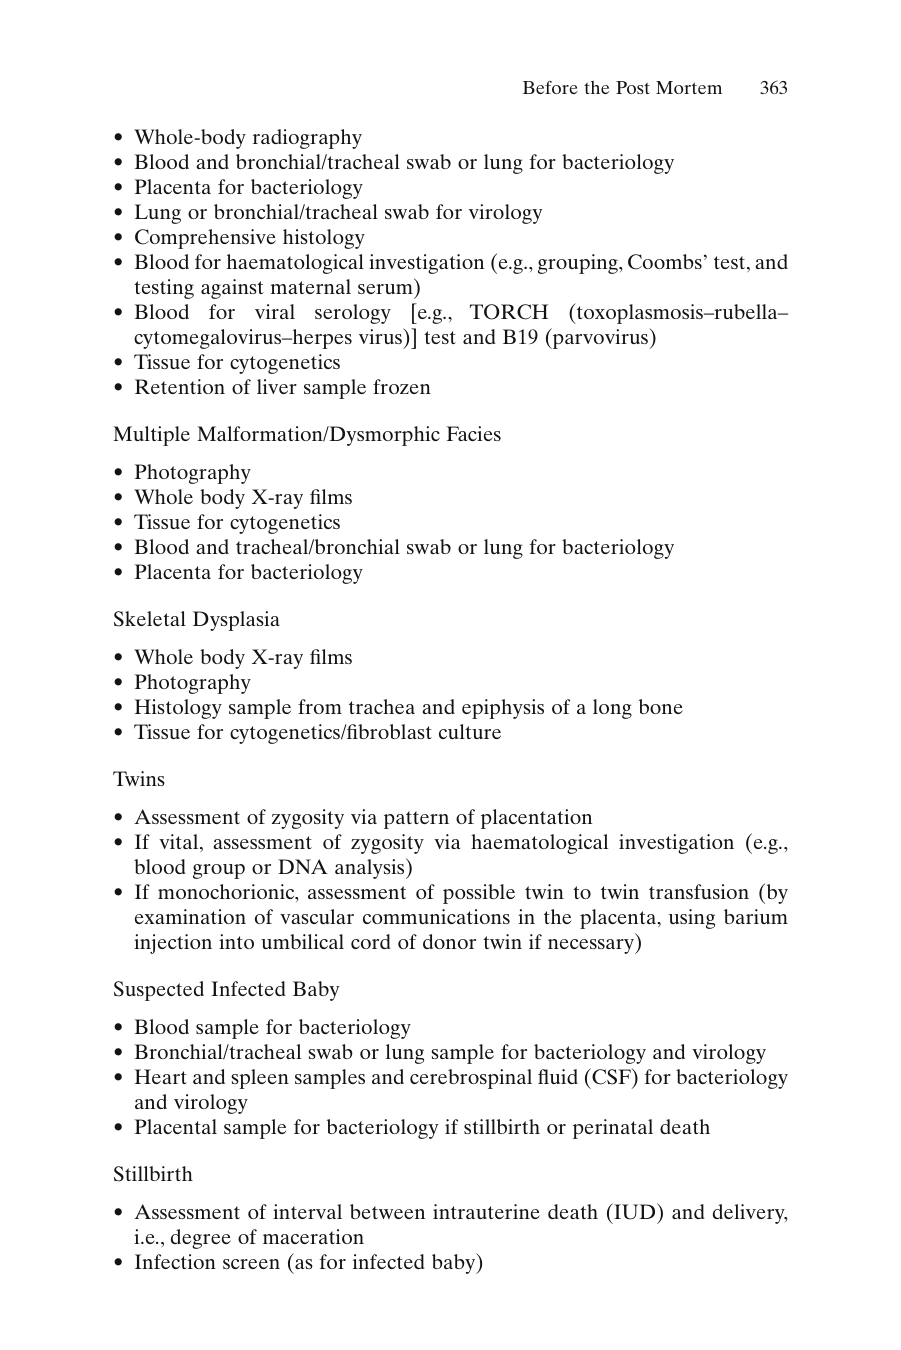 Before the Post Mortem 363
• Whole-body radiography
• Blood and bronchial/tracheal swab or lung for bacteriology
• Placenta for bacteriology
• Lung or bronchial/tracheal swab for virology
• Comprehensive histology
• Blood for haematological investigation (e.g., grouping, Coombs’ test, and
testing against maternal serum)
• Blood for viral serology [e.g., TORCH (toxoplasmosis–rubella–
cytomegalovirus–herpes virus)] test and B19 (parvovirus)
• Tissue for cytogenetics
• Retention of liver sample frozen
Multiple Malformation/Dysmorphic Facies
• Photography
• Whole body X-ray films
• Tissue for cytogenetics
• Blood and tracheal/bronchial swab or lung for bacteriology
• Placenta for bacteriology
Skeletal Dysplasia
• Whole body X-ray films
• Photography
• Histology sample from trachea and epiphysis of a long bone
• Tissue for cytogenetics/fibroblast culture
Twins
• Assessment of zygosity via pattern of placentation
• If vital, assessment of zygosity via haematological investigation (e.g.,
blood group or DNA analysis)
• If monochorionic, assessment of possible twin to twin transfusion (by
examination of vascular communications in the placenta, using barium
injection into umbilical cord of donor twin if necessary)
Suspected Infected Baby
• Blood sample for bacteriology
• Bronchial/tracheal swab or lung sample for bacteriology and virology
• Heart and spleen samples and cerebrospinal fluid (CSF) for bacteriology
and virology
• Placental sample for bacteriology if stillbirth or perinatal death
Stillbirth
• Assessment of interval between intrauterine death (IUD) and delivery,
i.e., degree of maceration
• Infection screen (as for infected baby)